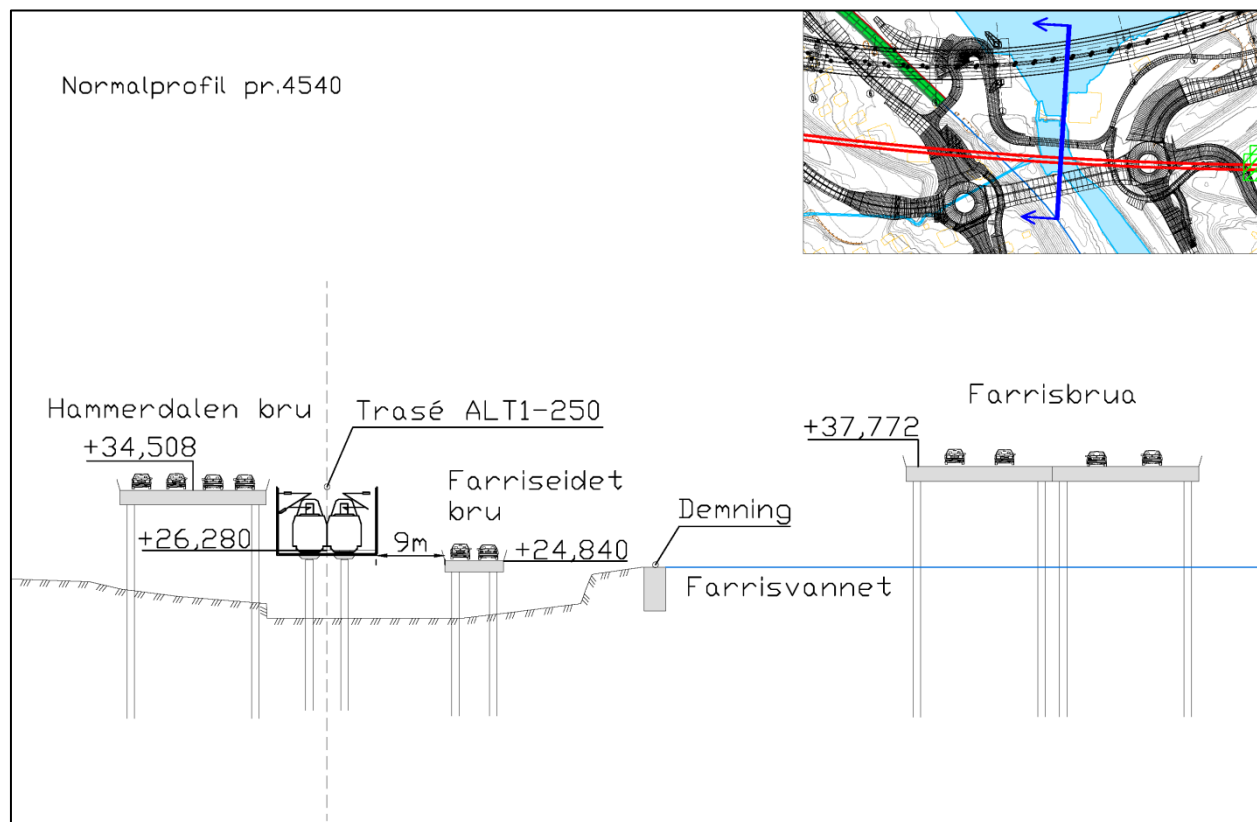 Normalprofil pr.4540
Hammerdalen bru
Trasé ALT1-250
Farrisbrua
+34,508
+37,772
Farriseidet
bru
Demning
+26,280
9m
+24,840
Farrisvannet